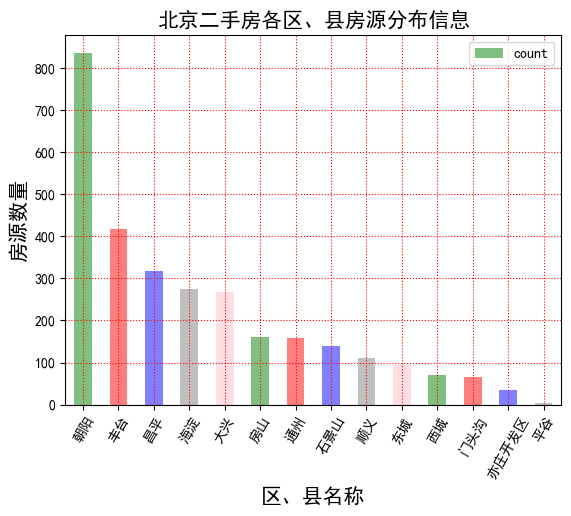 北京二手房各区、县房源分布信息
count
房源数量
800
700
600
500
400
300
200
100
0
朝阳
丰台
昌平
海淀
大兴
房山
通州
石景山
顺义
东城
西城
门头沟
亦庄开发区
平谷
区、县名称